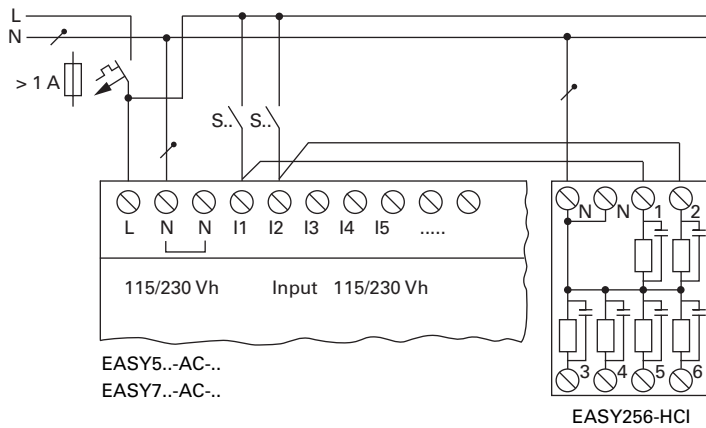 L
N
> 1 A
S.. S..
L N N I1 I2 I3 I4 I5 .....
N N 1 2
115/230 Vh Input 115/230 Vh
3 4 5 6
EASY5..-AC-..
EASY7..-AC-..
EASY256-HCI